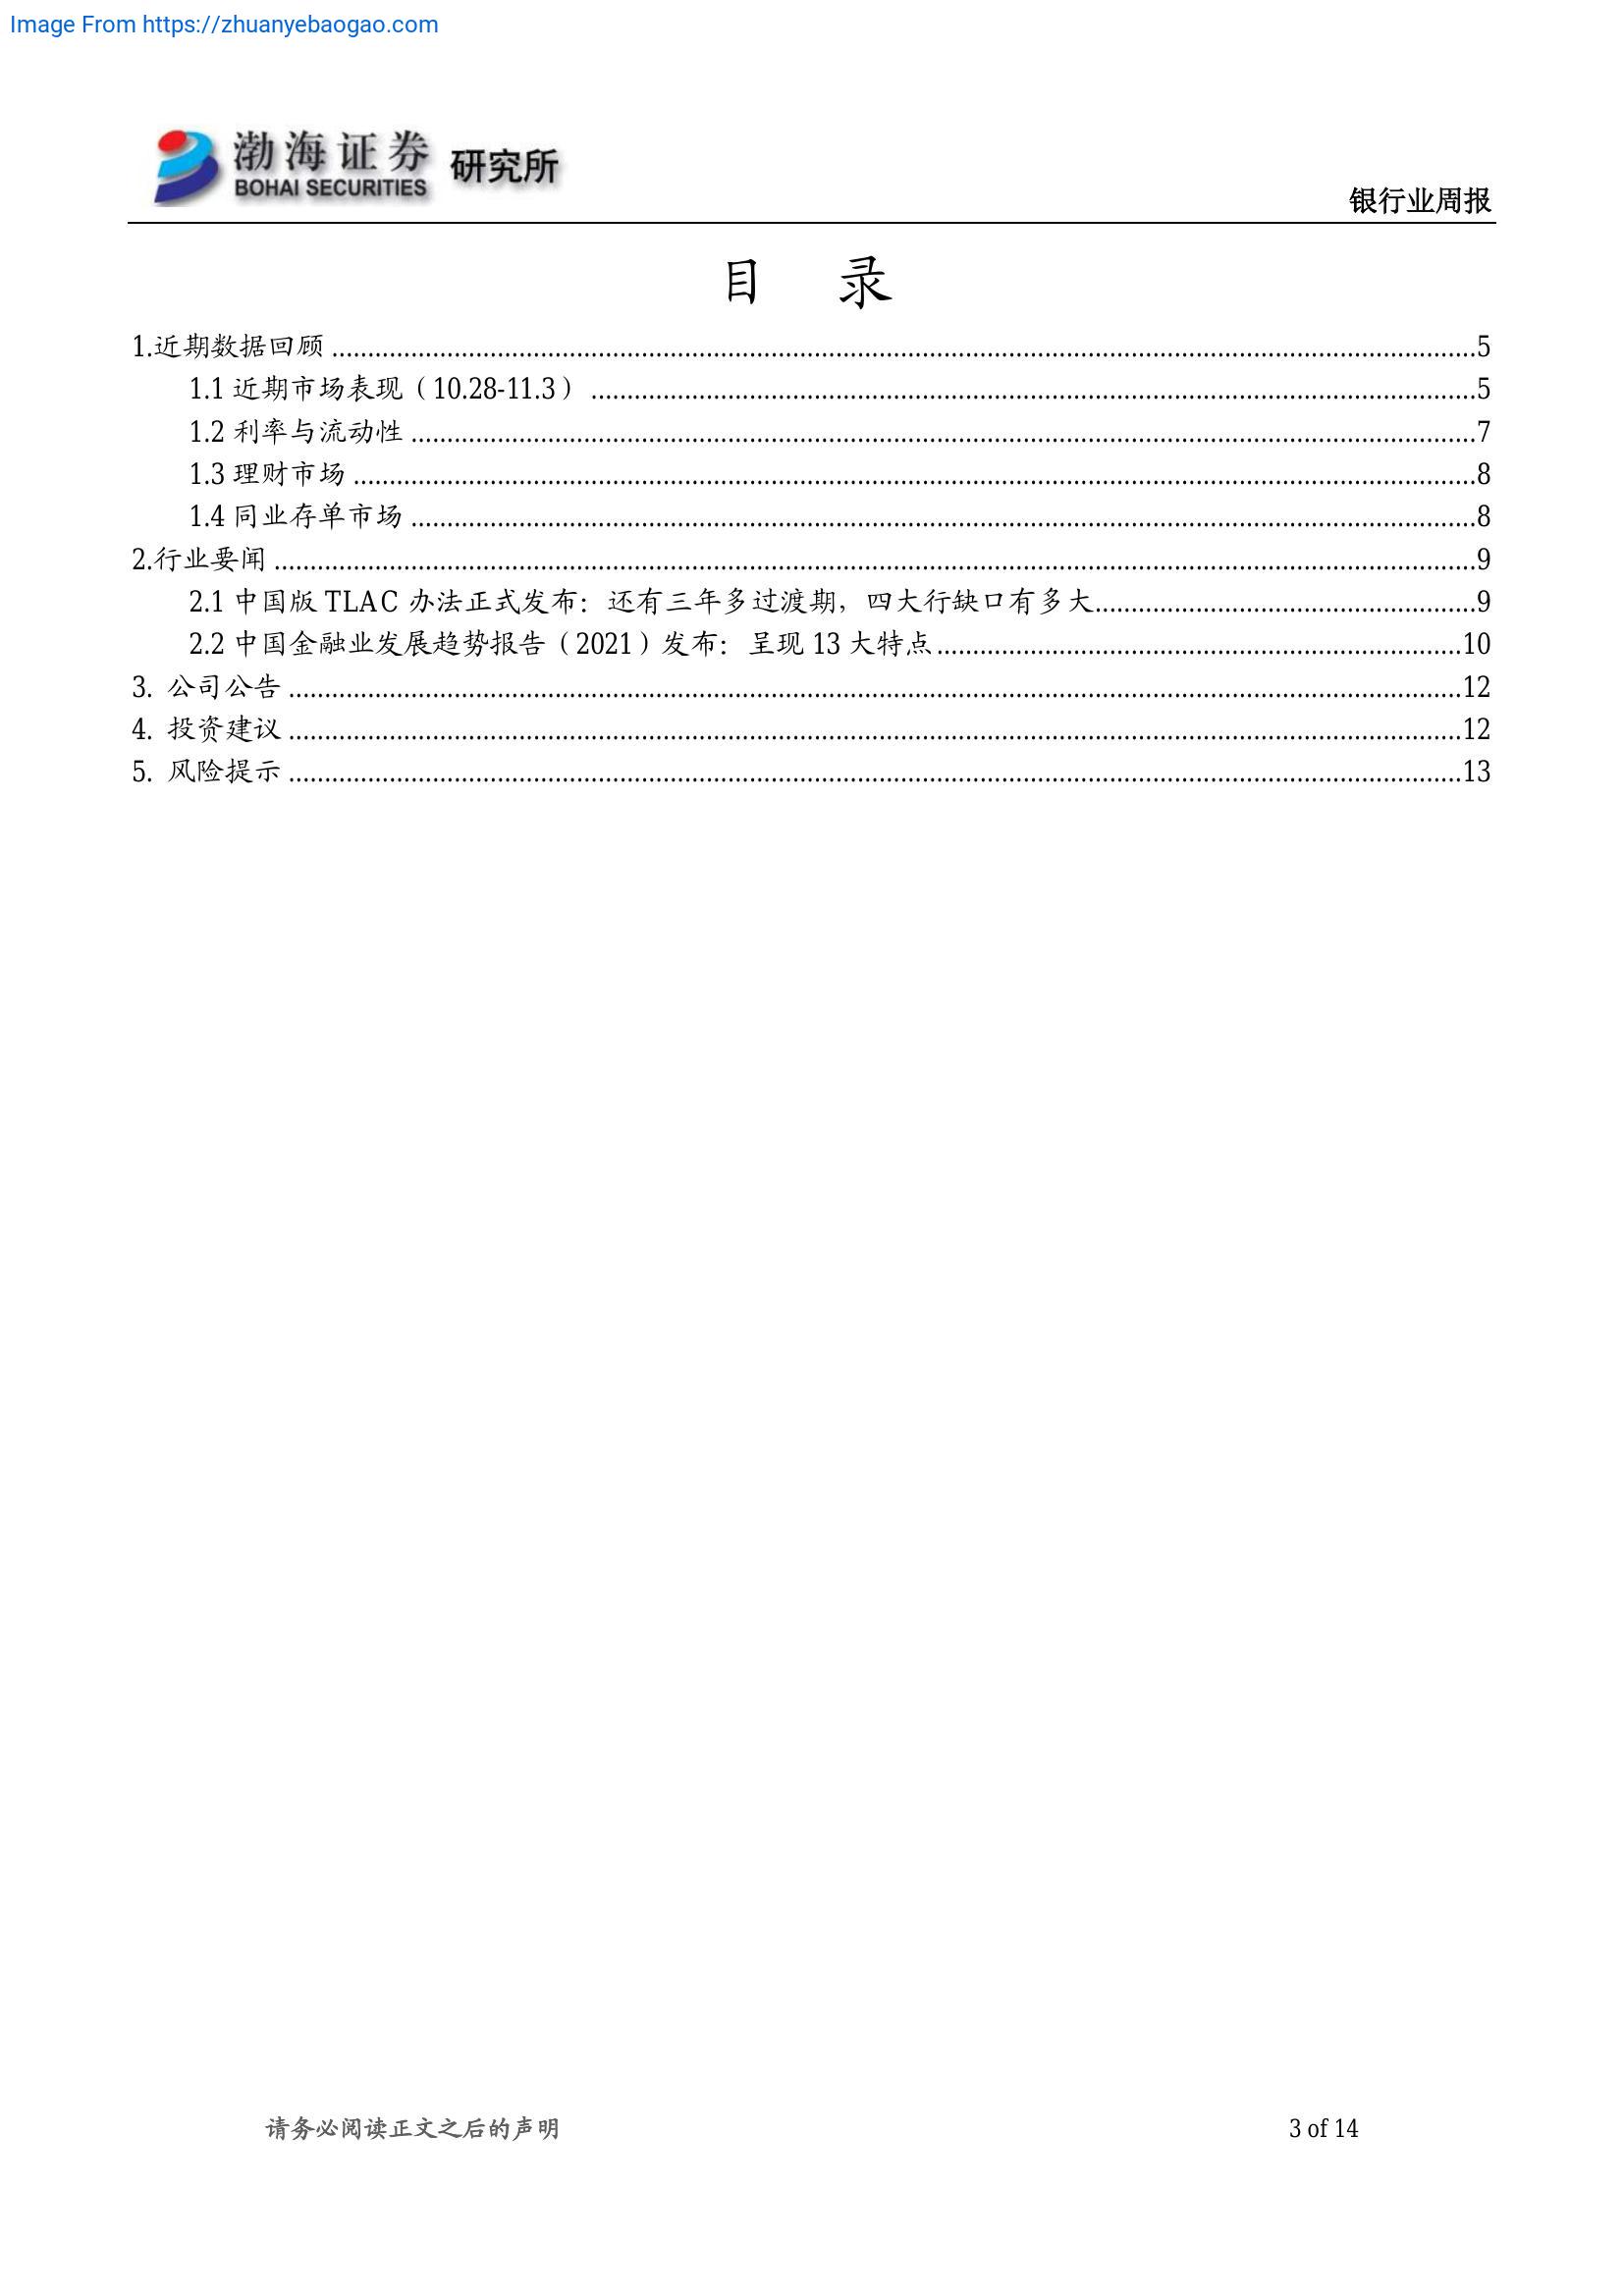 Image From https://zhuanyebaogao.com
渤海证券 研究所
BOHAI SECURITIES
银行业周报
目 录
1.近期数据回顾 ........ 5
1.1 近期市场表现（10.28-11.3） ........ 5
1.2 利率与流动性 ........ 7
1.3 理财市场 ........ 8
1.4 同业存单市场 ........ 8
2.行业要闻 ........ 9
2.1 中国版 TLAC 办法正式发布：还有三年多过渡期，四大行缺口有多大 ........ 9
2.2 中国金融业发展趋势报告（2021）发布：呈现 13 大特点 ........ 10
3. 公司公告 ........ 12
4. 投资建议 ........ 12
5. 风险提示 ........ 13
请务必阅读正文之后的声明 3 of 14